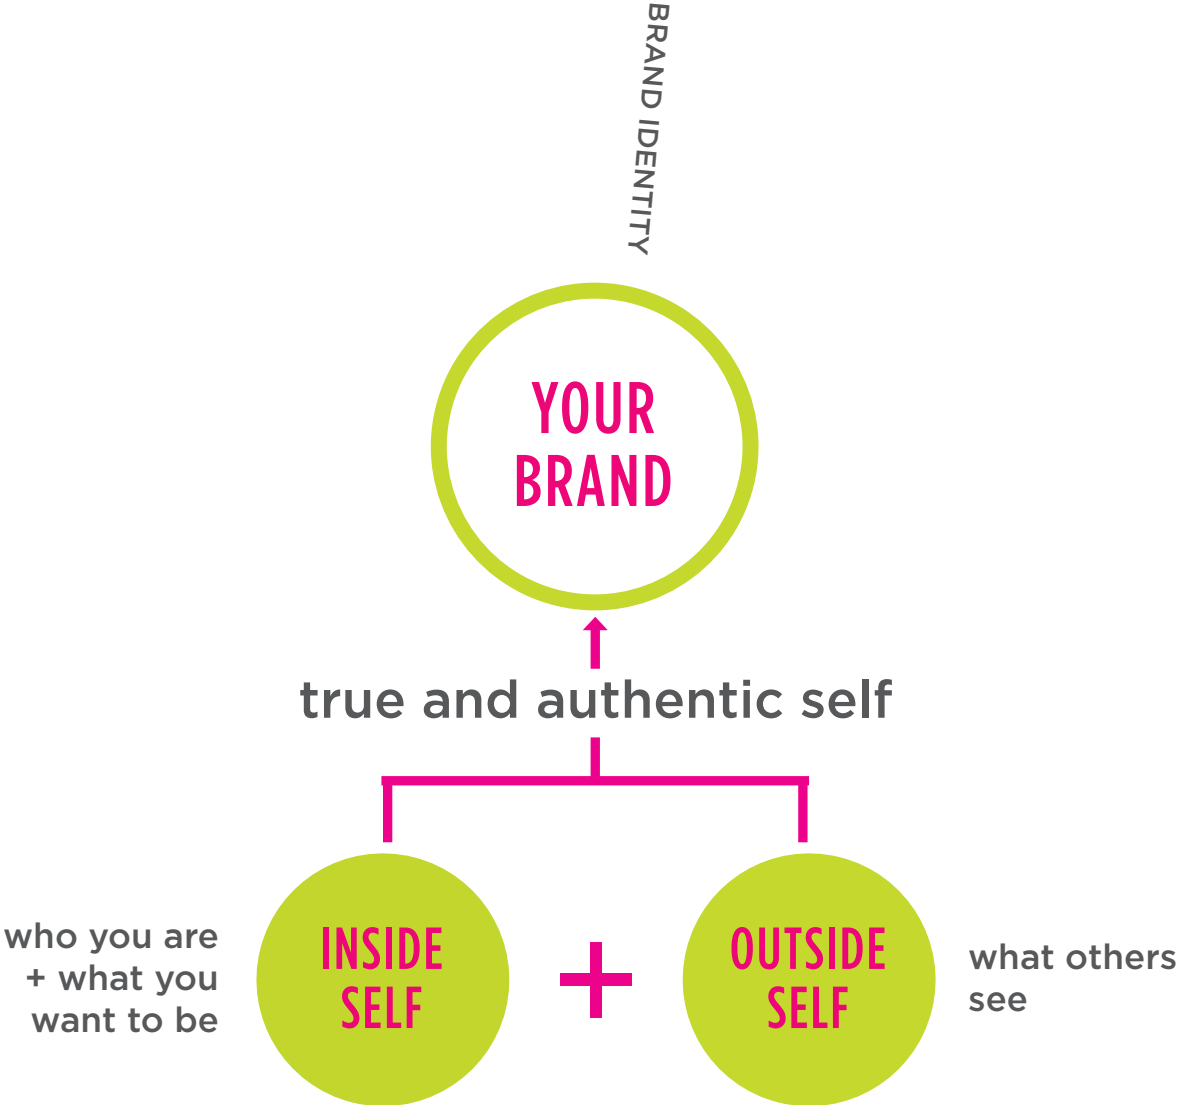 BRAND IDENTITY
YOUR
BRAND
true and authentic self
who you are
+ what you
want to be
INSIDE
SELF
+
OUTSIDE
SELF
what others
see